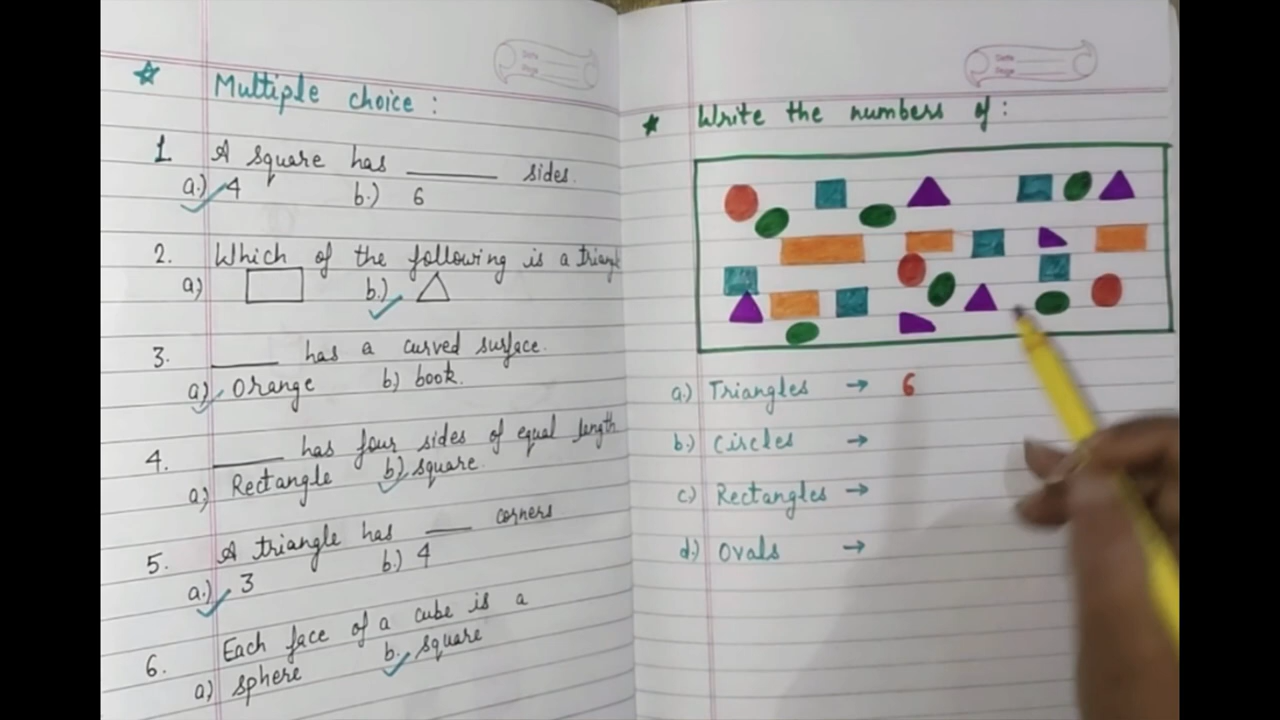 Multiple choice :
1. A square has ______ sides.
a.) 4 b.) 6
2. Which of the following is a triangle
a.) b.)
3. ______ has a curved surface.
a) Orange b) book.
4. ______ has four sides of equal length
a) Rectangle b) square.
5. A triangle has ____ corners
a.) 3 b.) 4
6. Each face of a cube is a
a) sphere b. square
Date
Page
Write the numbers of :
a.) Triangles → 6
b.) Circles →
c.) Rectangles →
d.) Ovals →